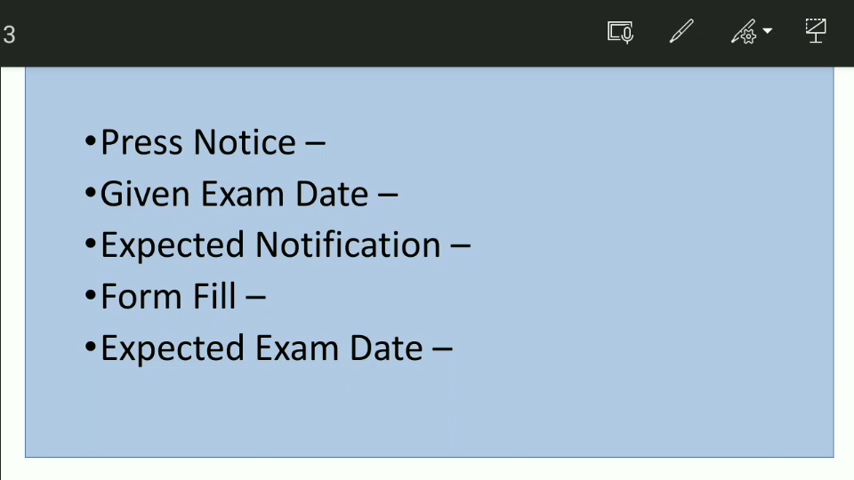 3
•Press Notice –
•Given Exam Date –
•Expected Notification –
•Form Fill –
•Expected Exam Date –